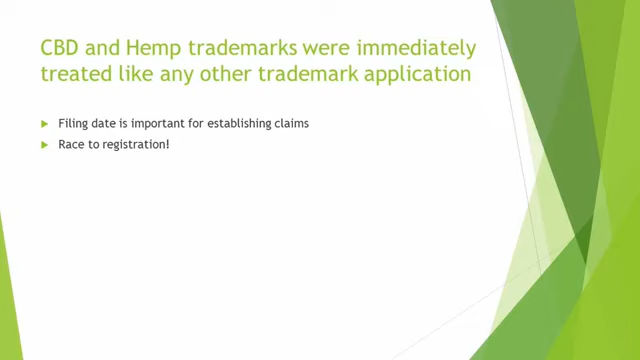 CBD and Hemp trademarks were immediately
treated like any other trademark application
Filing date is important for establishing claims
Race to registration!